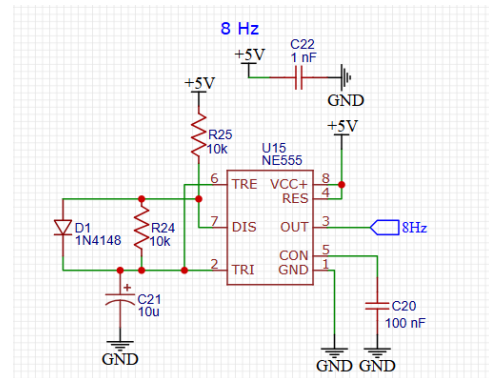 8 Hz
+5V
C22
1 nF
GND
+5V
R25
10k
+5V
U15
NE555
6 TRE VCC+ 8
RES 4
D1
1N4148
R24
10k
7 DIS OUT 3
8Hz
CON 5
2 TRI GND 1
+
C21
10u
C20
100 nF
GND
GND GND